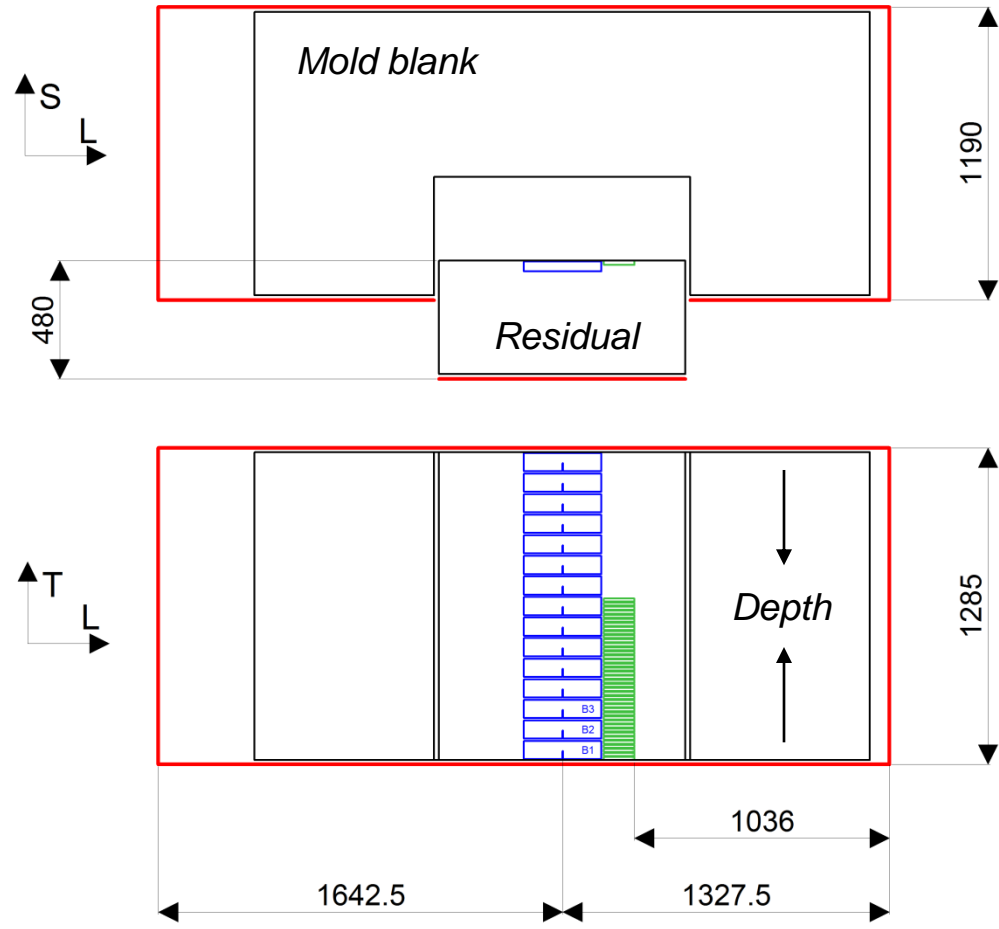 Mold blank
S
L
1190
480
Residual
T
L
Depth
1285
B3
B2
B1
1036
1642.5
1327.5